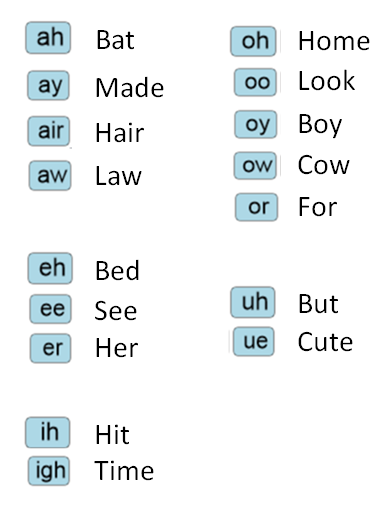 ah Bat
ay Made
air Hair
aw Law
eh Bed
ee See
er Her
ih Hit
igh Time
oh Home
oo Look
oy Boy
ow Cow
or For
uh But
ue Cute